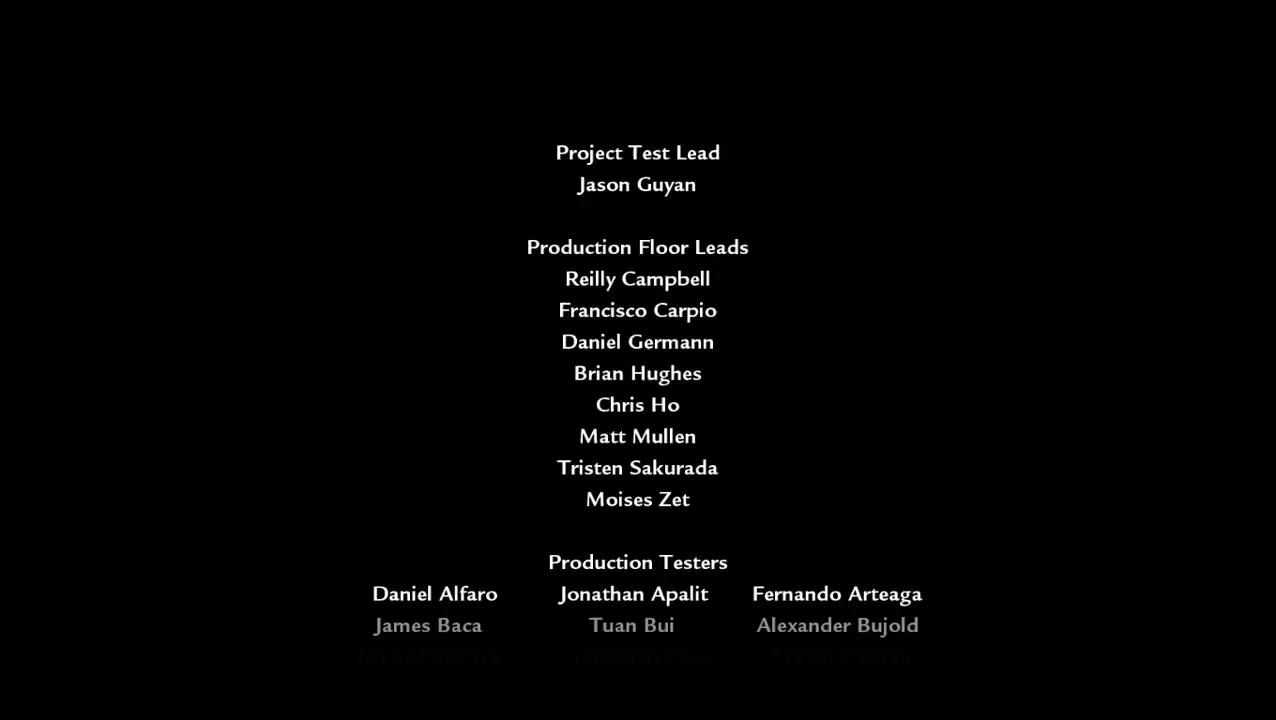 Project Test Lead
Jason Guyan
Production Floor Leads
Reilly Campbell
Francisco Carpio
Daniel Germann
Brian Hughes
Chris Ho
Matt Mullen
Tristen Sakurada
Moises Zet
Production Testers
Daniel Alfaro Jonathan Apalit Fernando Arteaga
James Baca Tuan Bui Alexander Bujold